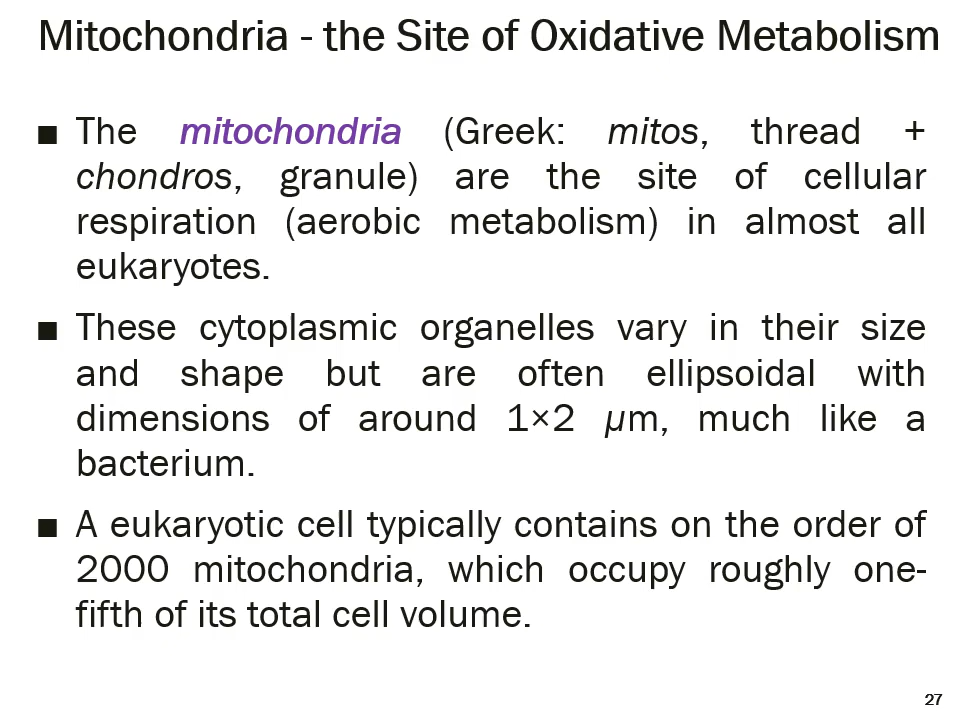 Mitochondria - the Site of Oxidative Metabolism
■ The mitochondria (Greek: mitos, thread +
chondros, granule) are the site of cellular
respiration (aerobic metabolism) in almost all
eukaryotes.
■ These cytoplasmic organelles vary in their size
and shape but are often ellipsoidal with
dimensions of around 1×2 µm, much like a
bacterium.
■ A eukaryotic cell typically contains on the order of
2000 mitochondria, which occupy roughly one-
fifth of its total cell volume.
27